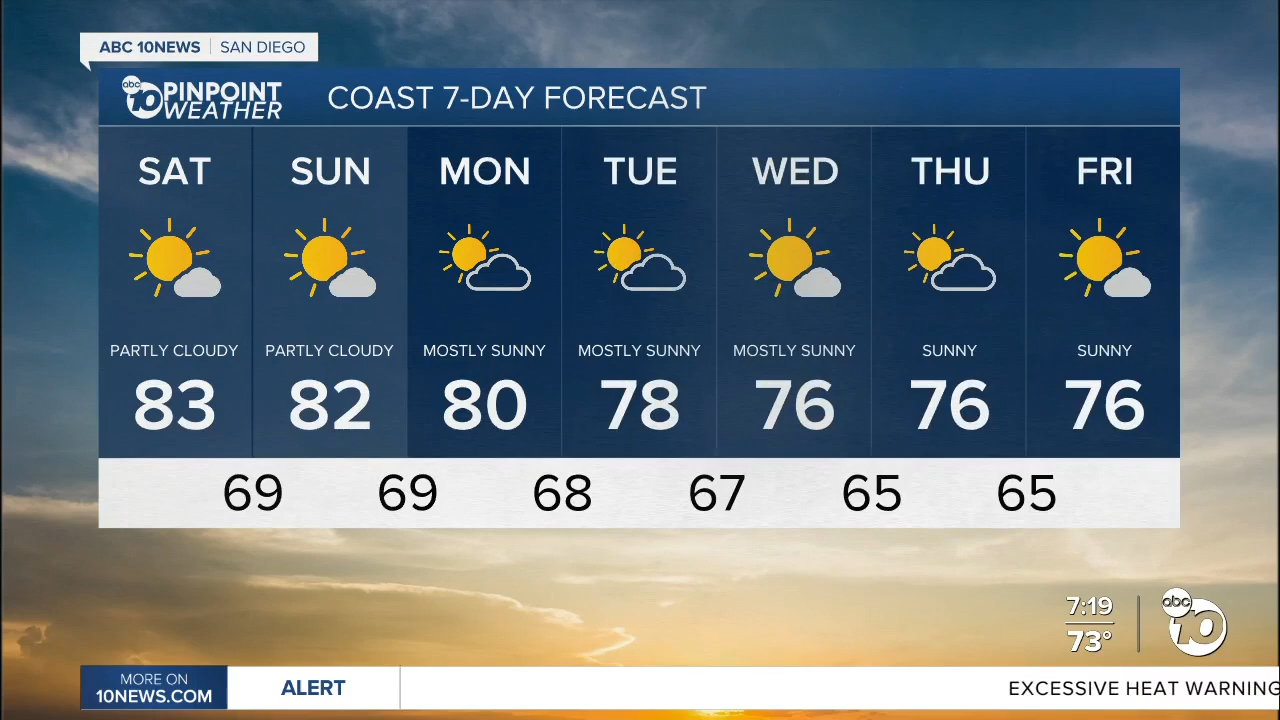 ABC 10NEWS | SAN DIEGO
abc 10 PINPOINT WEATHER
COAST 7-DAY FORECAST
SAT SUN MON TUE WED THU FRI
PARTLY CLOUDY PARTLY CLOUDY MOSTLY SUNNY MOSTLY SUNNY MOSTLY SUNNY SUNNY SUNNY
83 82 80 78 76 76 76
69 69 68 67 65 65
7:19
73°
abc 10
MORE ON
10NEWS.COM
ALERT
EXCESSIVE HEAT WARNING